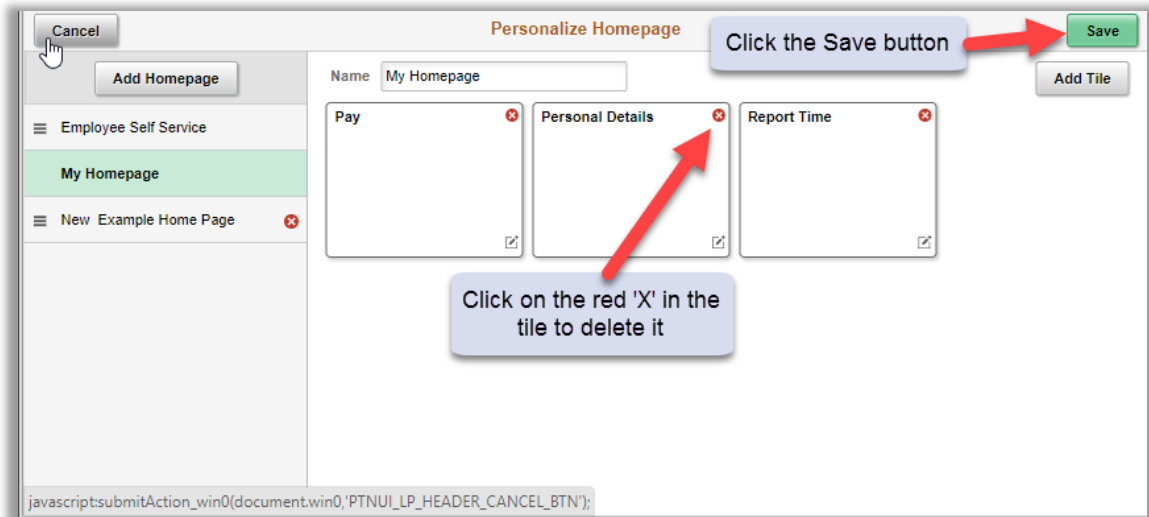 Cancel
Personalize Homepage
Click the Save button
Save
Add Homepage
Name My Homepage
Add Tile
Employee Self Service
My Homepage
New Example Home Page
Pay
Personal Details
Report Time
Click on the red 'X' in the
tile to delete it
javascript:submitAction_win0(document.win0,'PTNUI_LP_HEADER_CANCEL_BTN');